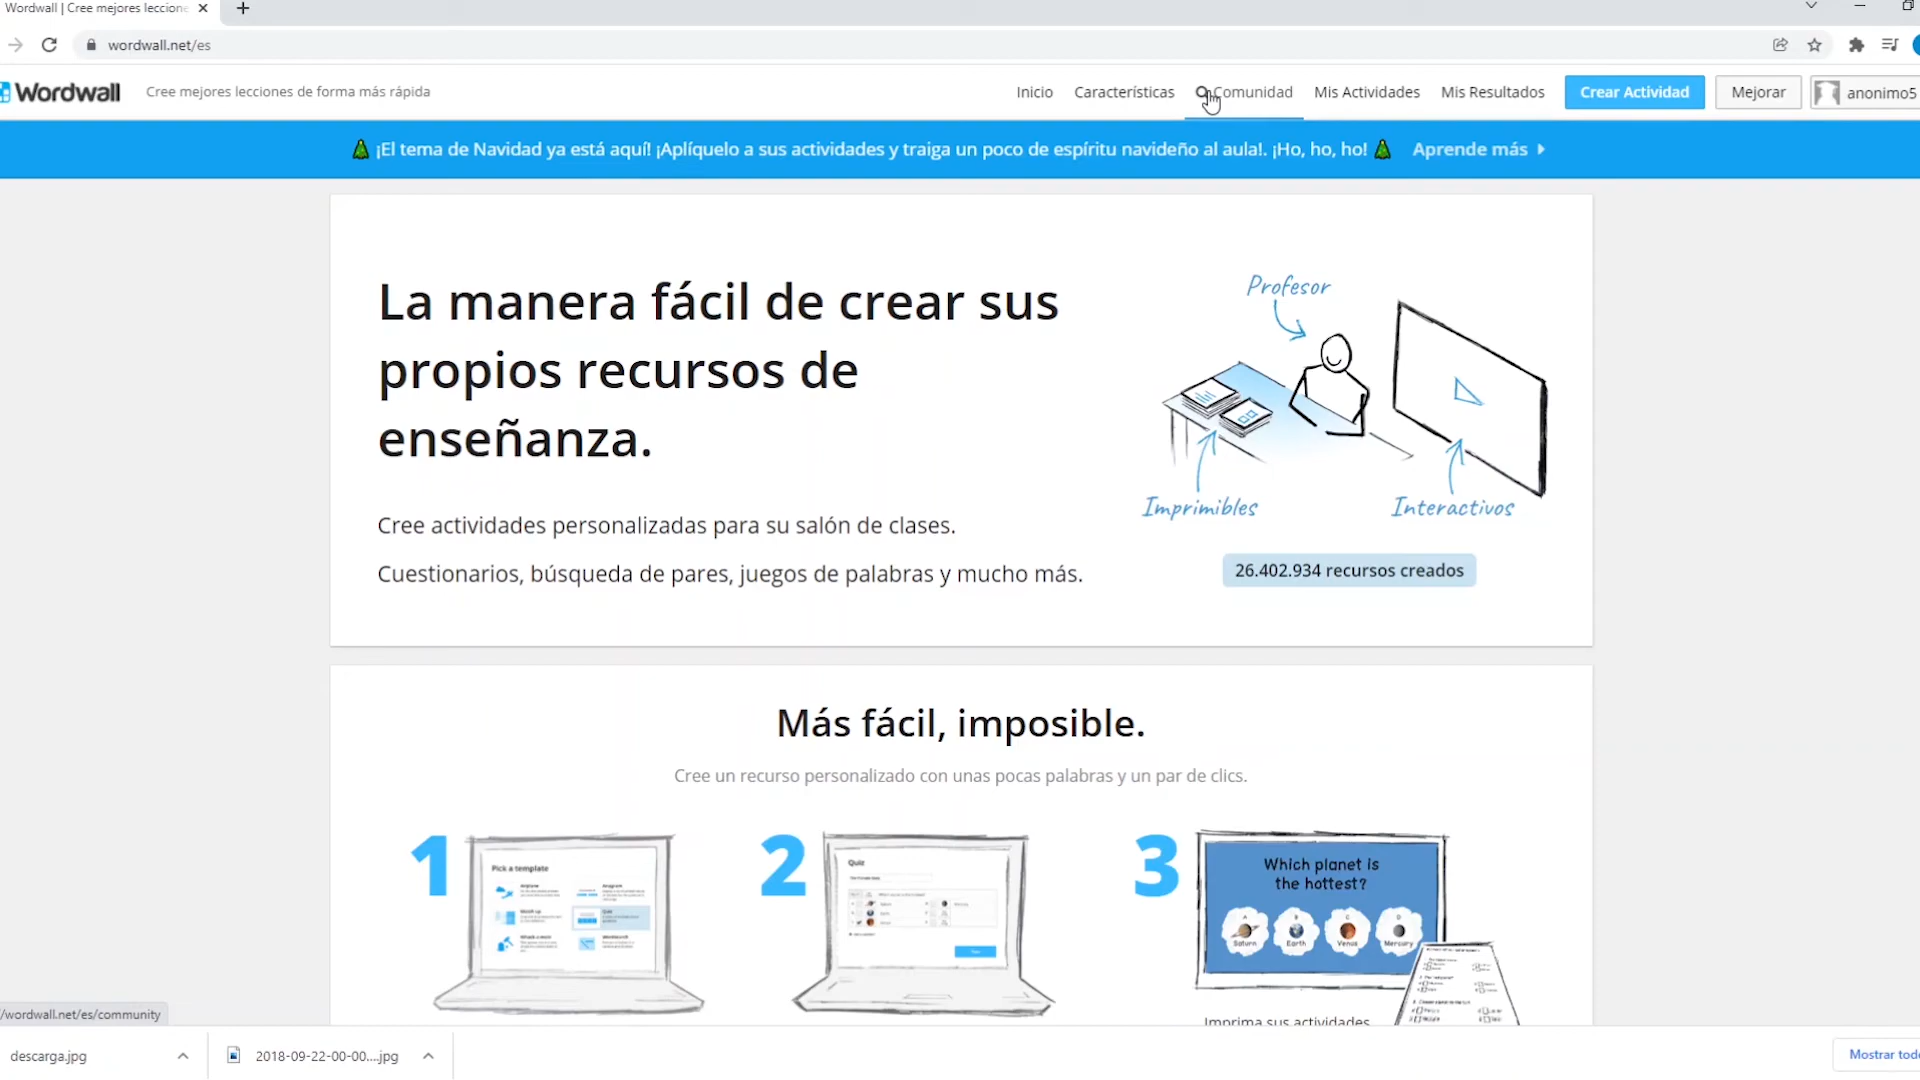 Wordwall | Cree mejores leccione
wordwall.net/es
Wordwall
Cree mejores lecciones de forma más rápida
Inicio
Características
Comunidad
Mis Actividades
Mis Resultados
Crear Actividad
Mejorar
anonimo5
¡El tema de Navidad ya está aquí! ¡Aplíquelo a sus actividades y traiga un poco de espíritu navideño al aula!. ¡Ho, ho, ho!
Aprende más
La manera fácil de crear sus
propios recursos de
enseñanza.
Cree actividades personalizadas para su salón de clases.
Cuestionarios, búsqueda de pares, juegos de palabras y mucho más.
Profesor
Imprimibles
Interactivos
26.402.934 recursos creados
Más fácil, imposible.
Cree un recurso personalizado con unas pocas palabras y un par de clics.
1
Pick a template
Quiz
2
Quiz
3
Which planet is
the hottest?
A
B
C
D
Saturn
Earth
Venus
Mercury
Imprima sus actividades
/wordwall.net/es/community
descarga.jpg
2018-09-22-00-00....jpg
Mostrar todo